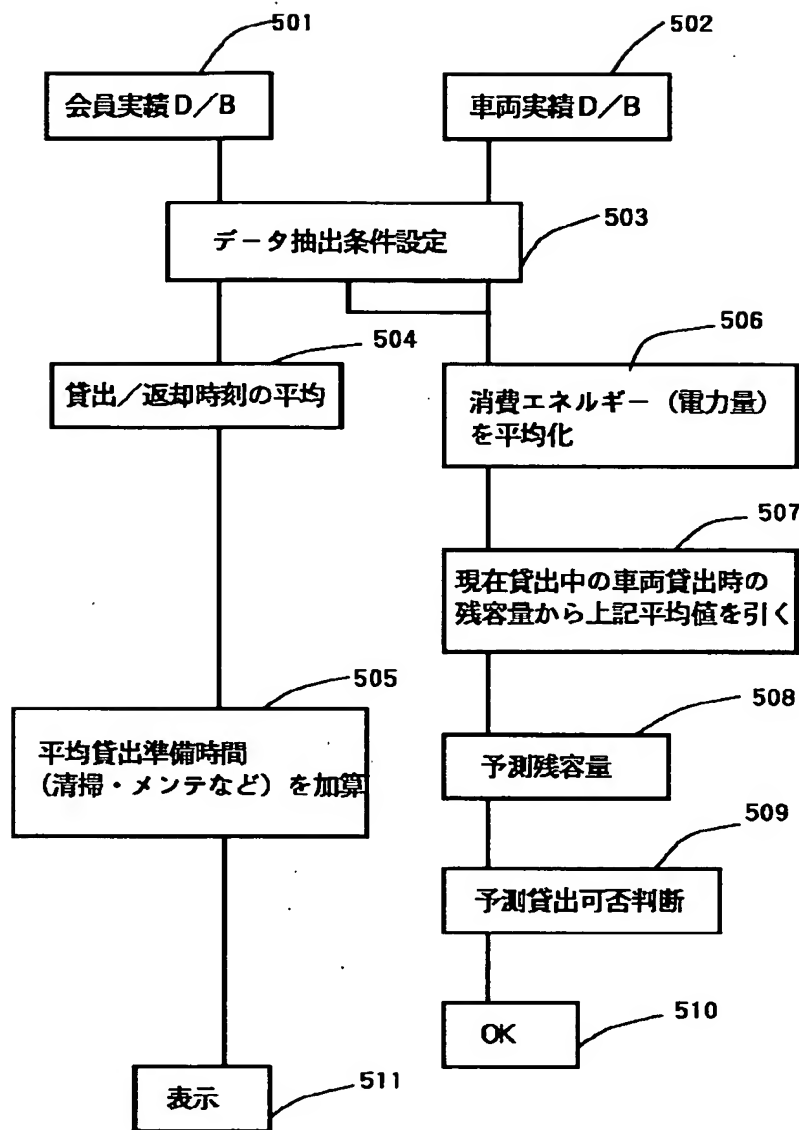 501
502
会員実績D／B
車両実績D／B
データ抽出条件設定
503
504
貸出／返却時刻の平均
506
消費エネルギー（電力量）
を平均化
507
現在貸出中の車両貸出時の
残容量から上記平均値を引く
505
平均貸出準備時間
（清掃・メンテなど）を加算
508
予測残容量
509
予測貸出可否判断
510
OK
511
表示